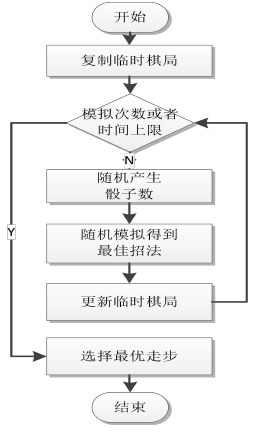 开始
复制临时棋局
模拟次数或者
时间上限
N
随机产生
骰子数
随机模拟得到
最佳招法
Y
更新临时棋局
选择最优走步
结束